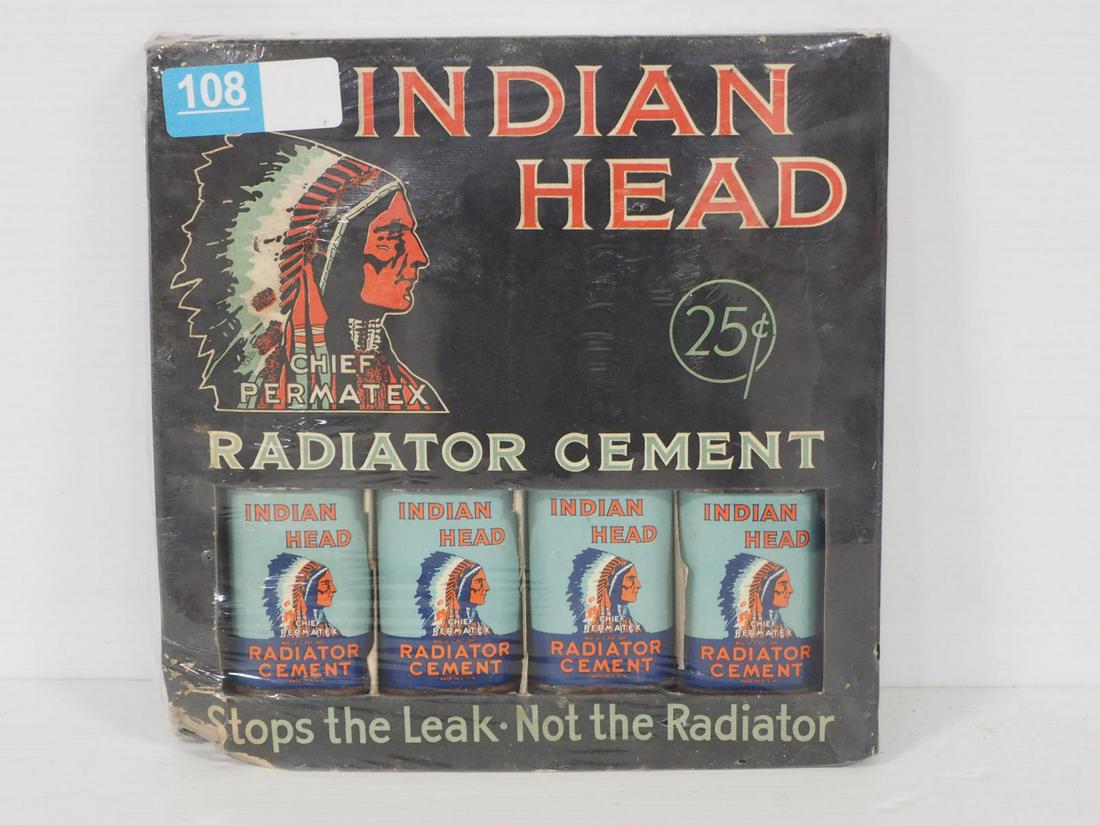 108
INDIAN
HEAD
25¢
CHIEF
PERMATEX
RADIATOR CEMENT
INDIAN
HEAD
CHIEF
PERMATEX
RADIATOR
CEMENT
INDIAN
HEAD
CHIEF
PERMATEX
RADIATOR
CEMENT
INDIAN
HEAD
CHIEF
PERMATEX
RADIATOR
CEMENT
INDIAN
HEAD
CHIEF
PERMATEX
RADIATOR
CEMENT
Stops the Leak·Not the Radiator